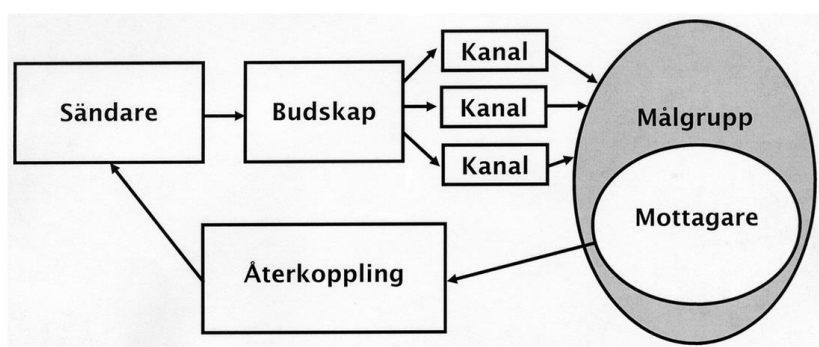 Sändare
Budskap
Kanal
Kanal
Kanal
Målgrupp
Mottagare
Återkoppling